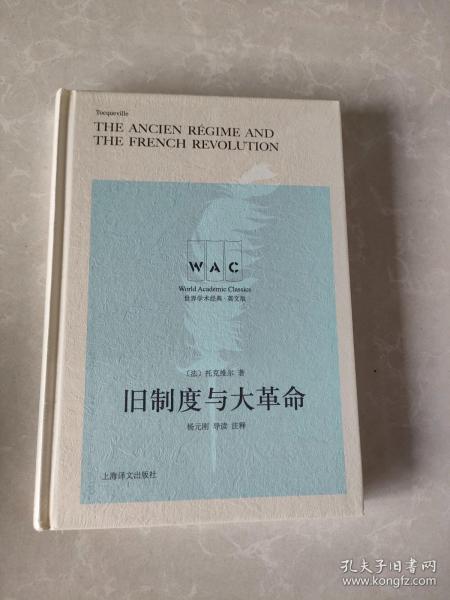 Tocqueville
THE ANCIEN RÉGIME AND
THE FRENCH REVOLUTION
WAC
World Academic Classics
世界学术经典·英文版
〔法〕托克维尔 著
旧制度与大革命
杨元刚 导读 注释
上海译文出版社
孔夫子旧书网
www.kongfz.com